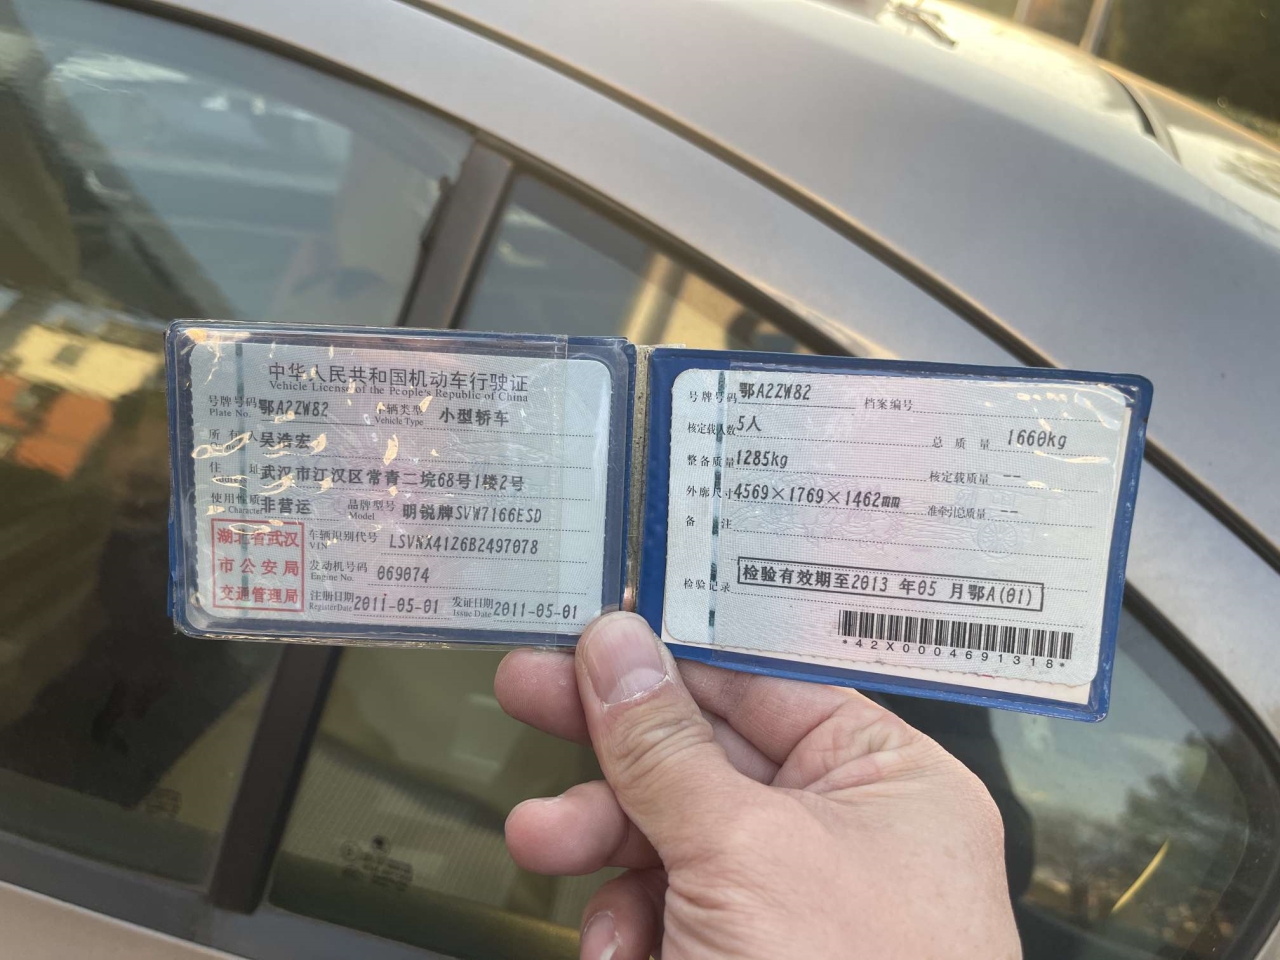 中华人民共和国机动车行驶证
Vehicle License of the People's Republic of China
号牌号码 鄂A2ZW82 车辆类型 小型轿车
Plate No. Vehicle Type
所有人 吴浩宏
住 址 武汉市江汉区常青二垸68号1楼2号
使用性质 非营运 品牌型号 明锐牌SVW7166ESD
Character Model
湖北省武汉
市公安局
交通管理局
车辆识别代号 LSVNX41Z6B2497078
VIN
发动机号码 069074
Engine No.
注册日期 2011-05-01 发证日期 2011-05-01
Register Date Issue Date
号牌号码 鄂A2ZW82 档案编号
核定载人数 5人 总质量 1660kg
整备质量 1285kg 核定载质量 --
外廓尺寸 4569×1769×1462mm 准牵引总质量 --
备 注
检验记录 检验有效期至2013 年05 月鄂A(01)
*42X0004691318*